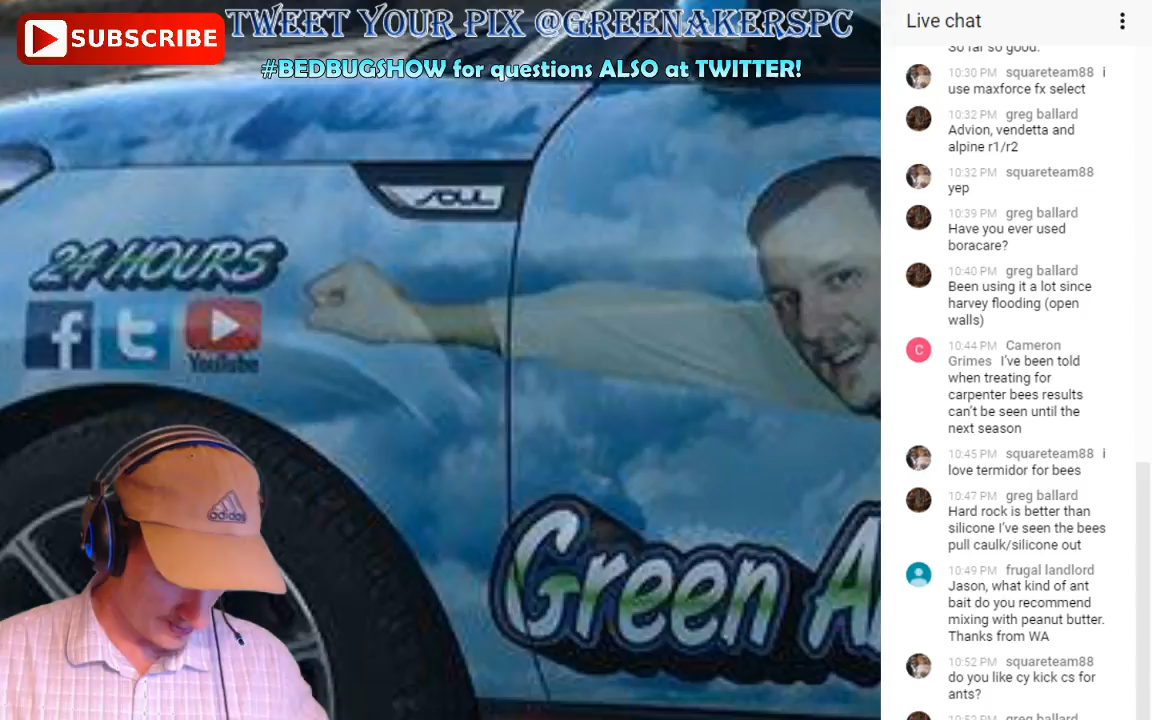 SUBSCRIBE
TWEET YOUR PIX @GREENAKERSPC
#BEDBUGSHOW for questions ALSO at TWITTER!
SOUL
24 HOURS
YouTube
adidas
Green A
Live chat
So far so good.
10:30 PM squareteam88 i
use maxforce fx select
10:32 PM greg ballard
Advion, vendetta and
alpine r1/r2
10:32 PM squareteam88
yep
10:39 PM greg ballard
Have you ever used
boracare?
10:40 PM greg ballard
Been using it a lot since
harvey flooding (open
walls)
C
10:44 PM Cameron
Grimes I've been told
when treating for
carpenter bees results
can't be seen until the
next season
10:45 PM squareteam88 i
love termidor for bees
10:47 PM greg ballard
Hard rock is better than
silicone I've seen the bees
pull caulk/silicone out
10:49 PM frugal landlord
Jason, what kind of ant
bait do you recommend
mixing with peanut butter.
Thanks from WA
10:52 PM squareteam88
do you like cy kick cs for
ants?
10:52 PM greg ballard